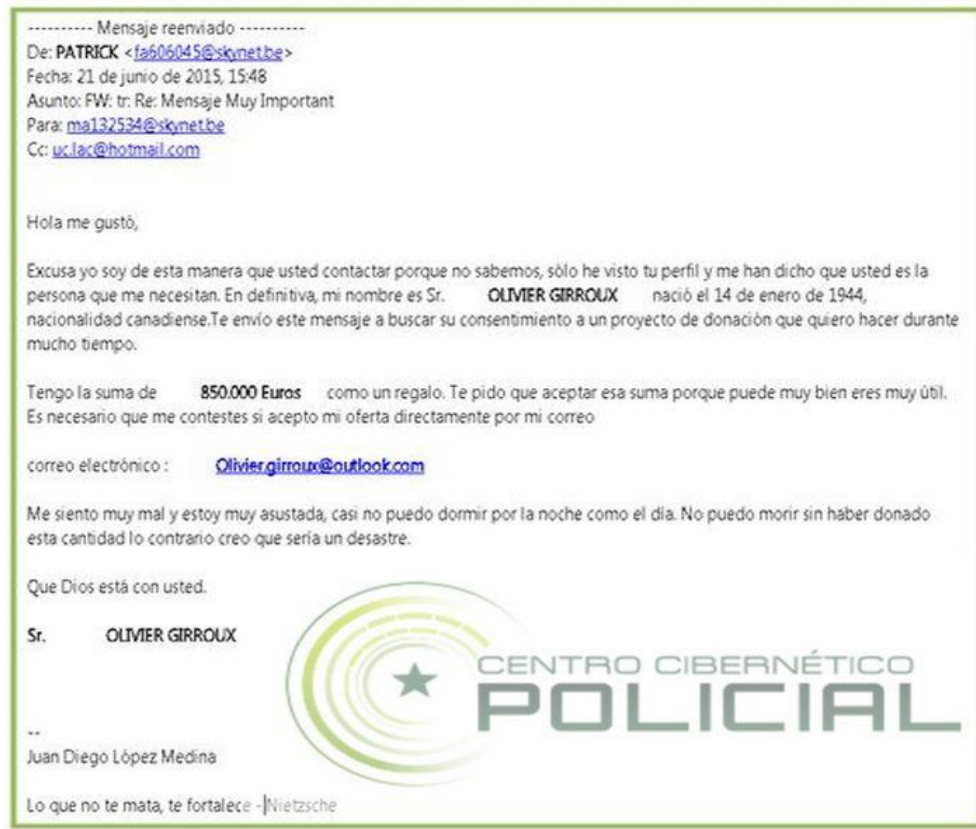 ---------- Mensaje reenviado ----------
De: PATRICK <fa606045@skynet.be>
Fecha: 21 de junio de 2015, 15:48
Asunto: FW: tr: Re: Mensaje Muy Important
Para: ma132534@skynet.be
Cc: uc.lac@hotmail.com
Hola me gustó,
Excusa yo soy de esta manera que usted contactar porque no sabemos, sólo he visto tu perfil y me han dicho que usted es la
persona que me necesitan. En definitiva, mi nombre es Sr. OLIVIER GIRROUX nació el 14 de enero de 1944,
nacionalidad canadiense.Te envío este mensaje a buscar su consentimiento a un proyecto de donación que quiero hacer durante
mucho tiempo.
Tengo la suma de 850.000 Euros como un regalo. Te pido que aceptar esa suma porque puede muy bien eres muy útil.
Es necesario que me contestes si acepto mi oferta directamente por mi correo
correo electrónico : Olivier.girroux@outlook.com
Me siento muy mal y estoy muy asustada, casi no puedo dormir por la noche como el día. No puedo morir sin haber donado
esta cantidad lo contrario creo que sería un desastre.
Que Dios está con usted.
Sr. OLIVIER GIRROUX
CENTRO CIBERNÉTICO
POLICIAL
--
Juan Diego López Medina
Lo que no te mata, te fortalece - Nietzsche